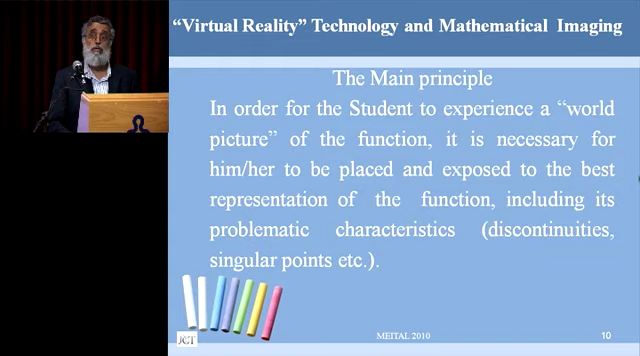 “Virtual Reality” Technology and Mathematical Imaging
The Main principle
In order for the Student to experience a “world
picture” of the function, it is necessary for
him/her to be placed and exposed to the best
representation of the function, including its
problematic characteristics (discontinuities,
singular points etc.).
JCT
MEITAL 2010
10